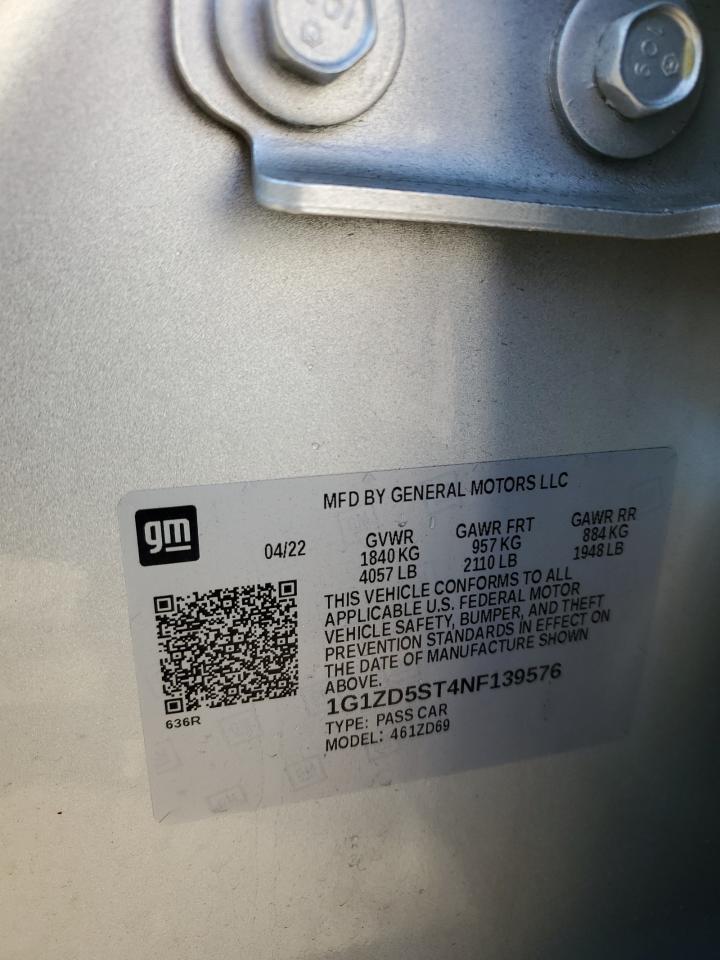 109
109
MFD BY GENERAL MOTORS LLC
gm
04/22
GVWR
1840 KG
4057 LB
GAWR FRT
957 KG
2110 LB
GAWR RR
884 KG
1948 LB
THIS VEHICLE CONFORMS TO ALL
APPLICABLE U.S. FEDERAL MOTOR
VEHICLE SAFETY, BUMPER, AND THEFT
PREVENTION STANDARDS IN EFFECT ON
THE DATE OF MANUFACTURE SHOWN
ABOVE.
1G1ZD5ST4NF139576
TYPE: PASS CAR
MODEL: 461ZD69
636R